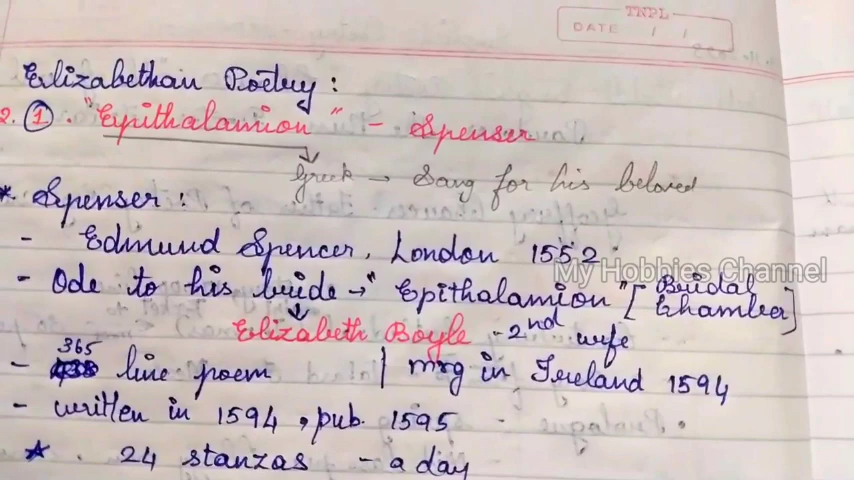 TNPL
DATE / /
Elizabethan Poetry :
2. ① . "Epithalamion" - Spenser
Greek → Song for his beloved
* Spenser :
- Edmund Spencer, London 1552.
My Hobbies Channel
- Ode to his bride → "Epithalamion" [Bridal Chamber]
Elizabeth Boyle - 2nd wife
- 365 line poem | mrg in Ireland 1594
- written in 1594, pub. 1595
* . 24 stanzas - a day